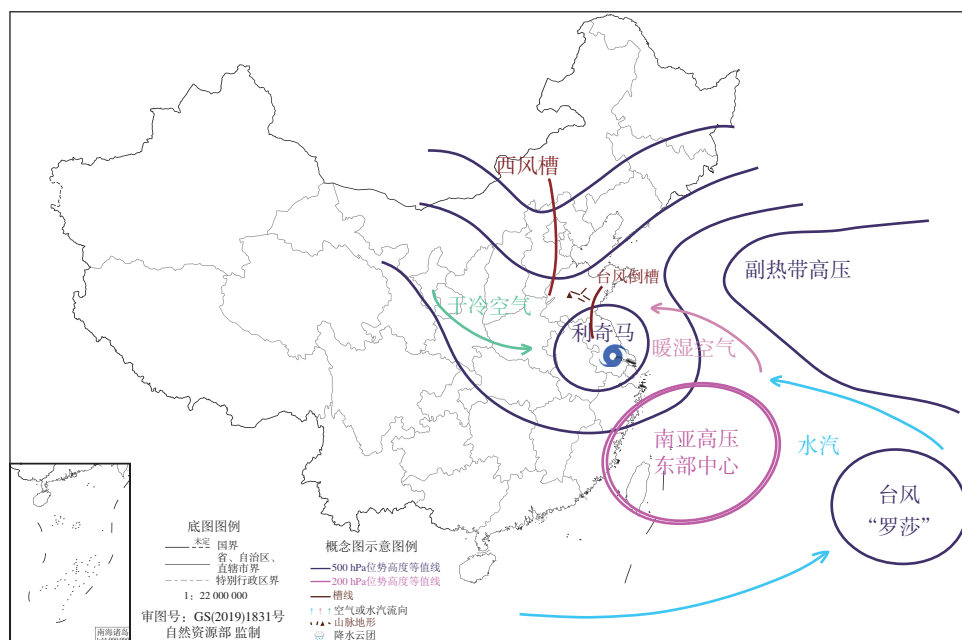 西风槽
副热带高压
台风倒槽
干冷空气
利奇马
暖湿空气
南亚高压
东部中心
水汽
台风
“罗莎”
底图图例
未定
国界
省、自治区、
直辖市界
特别行政区界
1：22 000 000
审图号：GS(2019)1831号
自然资源部 监制
概念图示意图例
500 hPa位势高度等值线
200 hPa位势高度等值线
槽线
空气或水汽流向
山脉地形
降水云团
南海诸岛